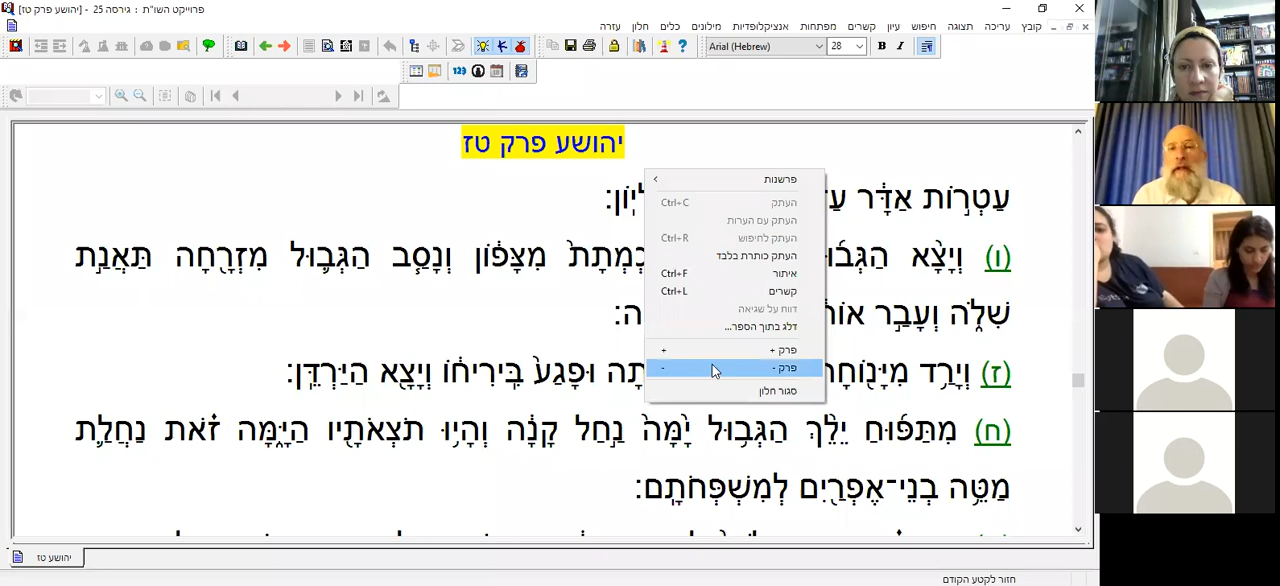 פרוייקט השו"ת : גירסה 25 - [יהושע פרק טז]
קובץ עריכה תצוגה חיפוש עיון קשרים מפתחות אנציקלופדיות מילונים כלים חלון עזרה
Arial (Hebrew) 28 B I
123
יהושע פרק טז
עַטְר֣וֹת אַדָּ֔ר עַד
לְיֽוֹן:
(ו) וְיָצָ֨א הַגְּב֜וּ כְמְתָת֙ מִצָּפ֔וֹן וְנָסַ֧ב הַגְּב֛וּל מִזְרָ֖חָה תַּאֲנַ֣ת
שִׁלֹ֑ה וְעָבַ֣ר אוֹת֔ ה:
(ז) וְיָרַ֥ד מִיָּנ֖וֹחָה תָה וּפָגַע֙ בִּֽירִיח֔וֹ וְיָצָ֖א הַיַּרְדֵּֽן:
(ח) מִתַּפּ֜וּחַ יֵלֵ֨ךְ הַגְּב֥וּל יָ֙מָּה֙ נַ֣חַל קָנָ֔ה וְהָי֥וּ תֹצְאֹתָ֖יו הַיָּ֑מָּה זֹ֗את נַחֲלַ֛ת
מַטֵּ֥ה בְנֵי־אֶפְרַ֖יִם לְמִשְׁפְּחֹתָֽם:
פרשנות
העתק Ctrl+C
העתק עם הערות
העתק לחיפוש Ctrl+R
העתק כותרת בלבד
איתור Ctrl+F
קשרים Ctrl+L
דווח על שגיאה
דלג בתוך הספר...
פרק + +
פרק - -
סגור חלון
יהושע טז
חזור לקטע הקודם